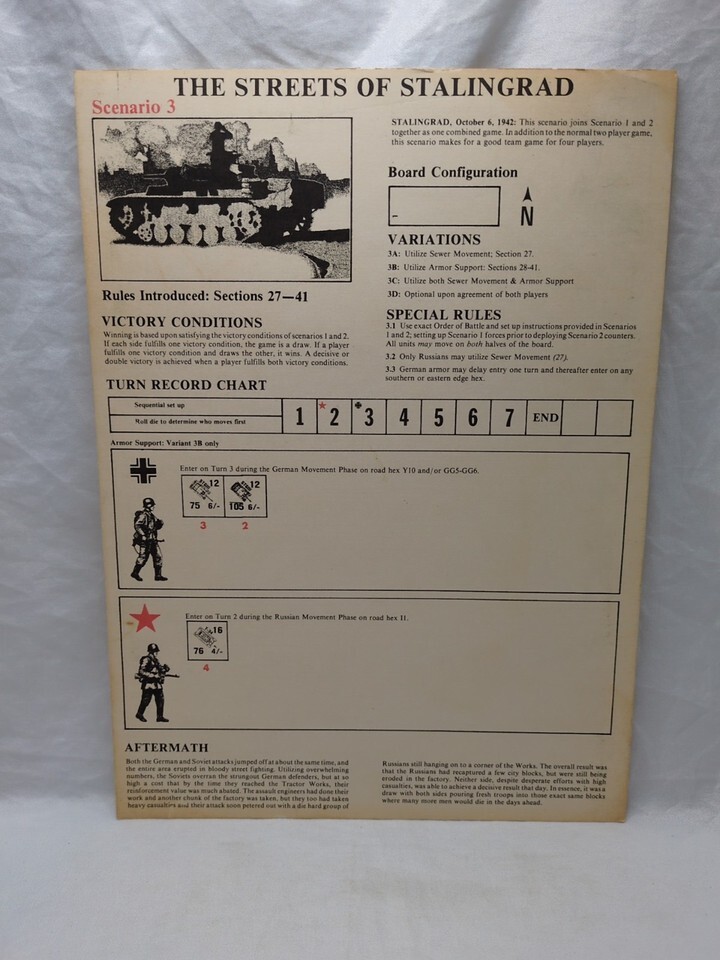 THE STREETS OF STALINGRAD
Scenario 3
STALINGRAD, October 6, 1942: This scenario joins Scenario 1 and 2
together as one combined game. In addition to the normal two player game,
this scenario makes for a good team game for four players.
Board Configuration
N
Rules Introduced: Sections 27—41
VARIATIONS
3A: Utilize Sewer Movement; Section 27.
3B: Utilize Armor Support: Sections 28-41.
3C: Utilize both Sewer Movement & Armor Support
3D: Optional upon agreement of both players
VICTORY CONDITIONS
Winning is based upon satisfying the victory conditions of scenarios 1 and 2.
If each side fulfills one victory condition, the game is a draw. If a player
fulfills one victory condition and draws the other, it wins. A decisive or
double victory is achieved when a player fulfills both victory conditions.
SPECIAL RULES
3.1 Use exact Order of Battle and set up instructions provided in Scenarios
1 and 2; setting up Scenario 1 forces prior to deploying Scenario 2 counters.
All units may move on both halves of the board.
3.2 Only Russians may utilize Sewer Movement (27).
3.3 German armor may delay entry one turn and thereafter enter on any
southern or eastern edge hex.
TURN RECORD CHART
Sequential set up
Roll die to determine who moves first
1 2 3 4 5 6 7 END
Armor Support: Variant 3B only
Enter on Turn 3 during the German Movement Phase on road hex Y10 and/or GG5-GG6.
12 12
75 6/- 105 6/-
3 2
Enter on Turn 2 during the Russian Movement Phase on road hex I1.
16
76 4/-
4
AFTERMATH
Both the German and Soviet attacks jumped off at about the same time, and
the entire area erupted in bloody street fighting. Utilizing overwhelming
numbers, the Soviets overran the strungout German defenders, but at so
high a cost that by the time they reached the Tractor Works, their
reinforcement value was much abated. The assault engineers had done their
work and another chunk of the factory was taken, but they too had taken
heavy casualties and their attack soon petered out with a die hard group of
Russians still hanging on to a corner of the Works. The overall result was
that the Russians had recaptured a few city blocks, but were still being
eroded in the factory. Neither side, despite desperate efforts with high
casualties, was able to achieve a decisive result that day. In essence, it was a
draw with both sides pouring fresh troops into those exact same blocks
where many more men would die in the days ahead.